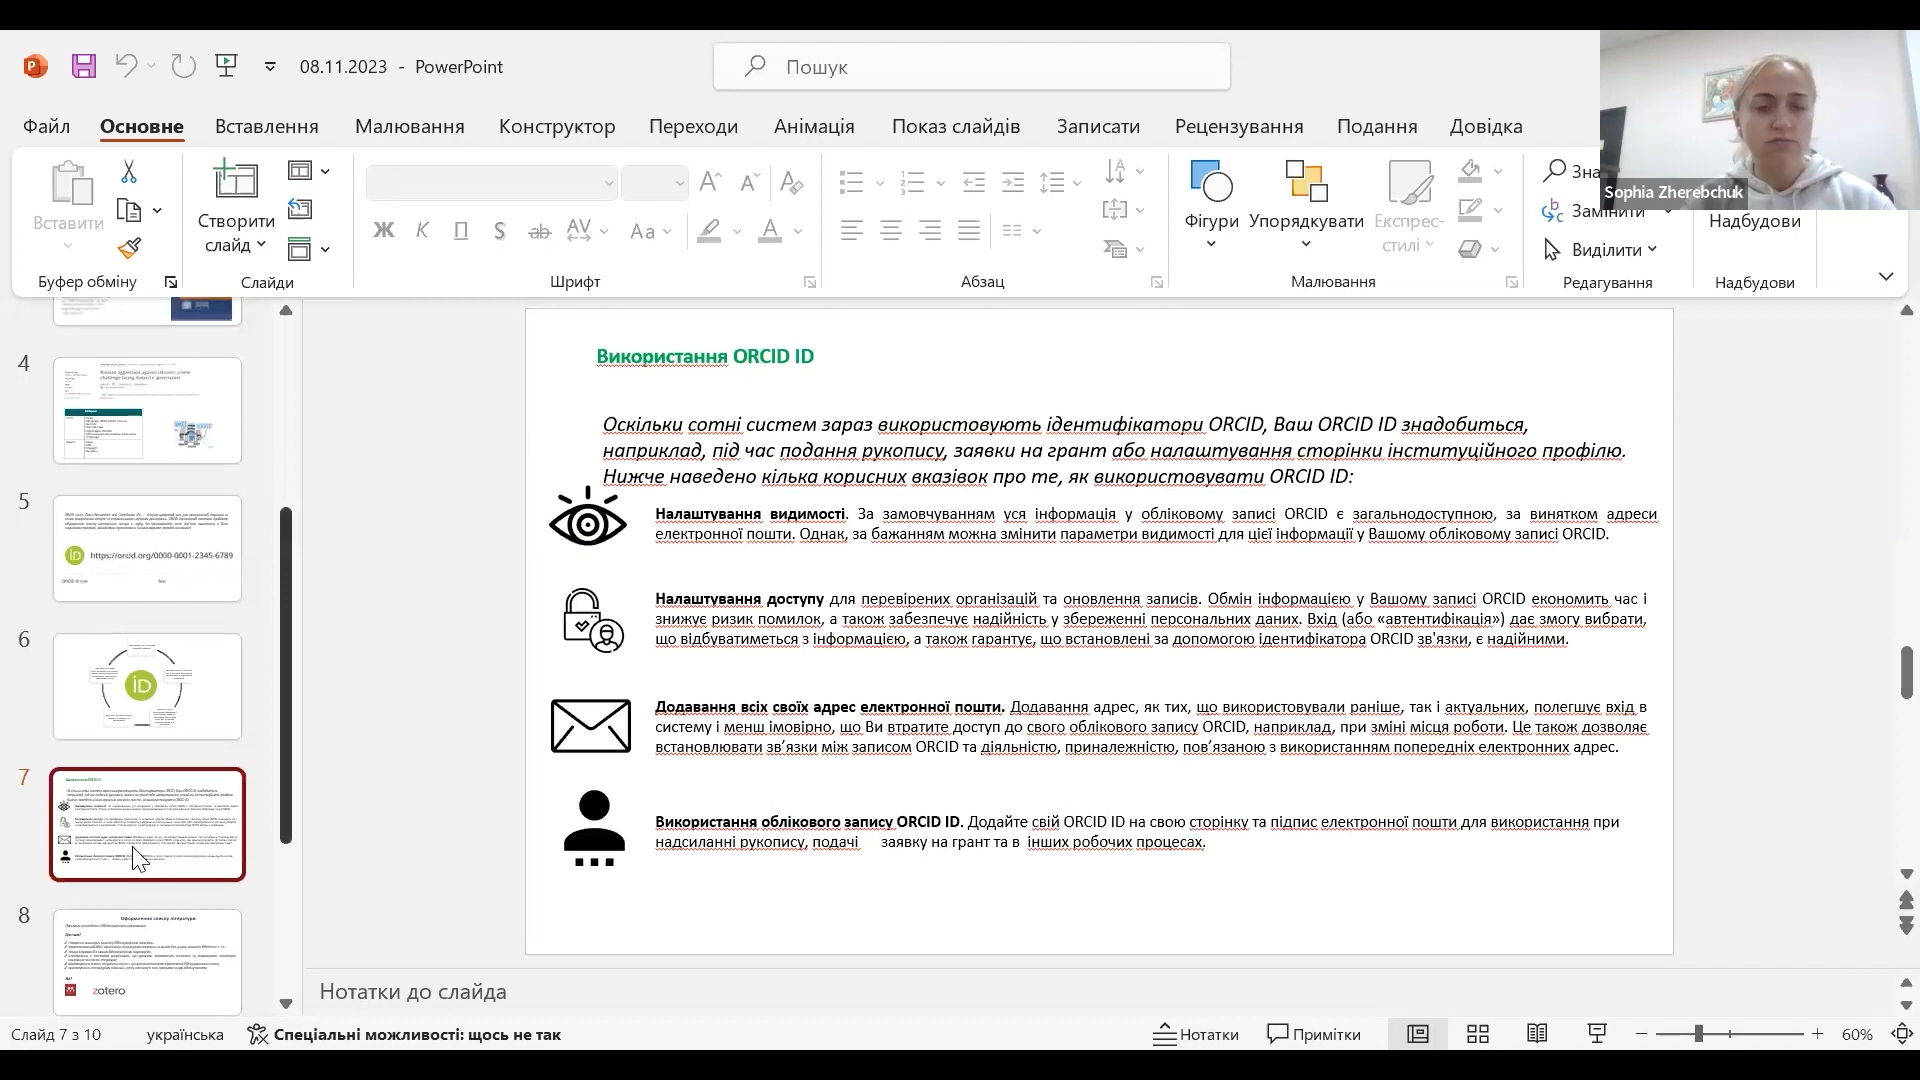 08.11.2023 - PowerPoint
Пошук
Sophia Zherebchuk
Файл Основне Вставлення Малювання Конструктор Переходи Анімація Показ слайдів Записати Рецензування Подання Довідка
Вставити
Створити слайд
Ж К П S ab AV Aa A
Фігури Упорядкувати Експрес-стилі
Зна
Замінити
Виділити
Надбудови
Буфер обміну Слайди Шрифт Абзац Малювання Редагування Надбудови
4
5
https://orcid.org/0000-0001-2345-6789
6
iD
7
8
Оформлення списку літератури
zotero
Використання ORCID ID
Оскільки сотні систем зараз використовують ідентифікатори ORCID, Ваш ORCID ID знадобиться,
наприклад, під час подання рукопису, заявки на грант або налаштування сторінки інституційного профілю.
Нижче наведено кілька корисних вказівок про те, як використовувати ORCID ID:
Налаштування видимості. За замовчуванням уся інформація у обліковому записі ORCID є загальнодоступною, за винятком адреси
електронної пошти. Однак, за бажанням можна змінити параметри видимості для цієї інформації у Вашому обліковому записі ORCID.
Налаштування доступу для перевірених організацій та оновлення записів. Обмін інформацією у Вашому записі ORCID економить час і
знижує ризик помилок, а також забезпечує надійність у збереженні персональних даних. Вхід (або «автентифікація») дає змогу вибрати,
що відбуватиметься з інформацією, а також гарантує, що встановлені за допомогою ідентифікатора ORCID зв'язки, є надійними.
Додавання всіх своїх адрес електронної пошти. Додавання адрес, як тих, що використовували раніше, так і актуальних, полегшує вхід в
систему і менш імовірно, що Ви втратите доступ до свого облікового запису ORCID, наприклад, при зміні місця роботи. Це також дозволяє
встановлювати зв’язки між записом ORCID та діяльністю, приналежністю, пов’язаною з використанням попередніх електронних адрес.
Використання облікового запису ORCID ID. Додайте свій ORCID ID на свою сторінку та підпис електронної пошти для використання при
надсиланні рукопису, подачі заявку на грант та в інших робочих процесах.
Нотатки до слайда
Слайд 7 з 10 українська Спеціальні можливості: щось не так Нотатки Примітки 60%